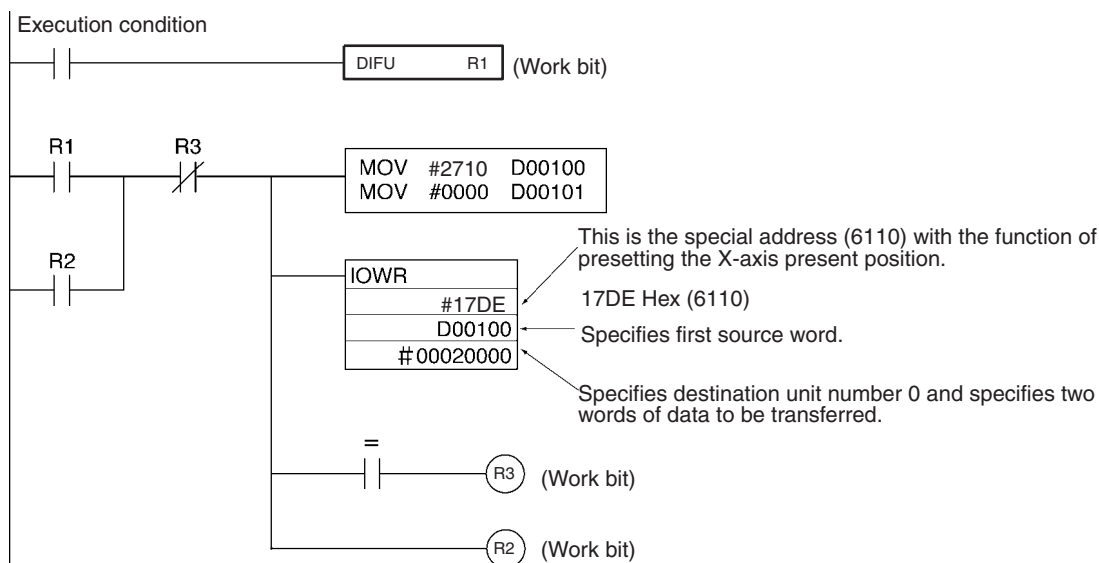 Execution condition
DIFU R1 (Work bit)
R1 R3
MOV #2710 D00100
MOV #0000 D00101
This is the special address (6110) with the function of
presetting the X-axis present position.
R2
IOWR
#17DE
17DE Hex (6110)
D00100
Specifies first source word.
#00020000
Specifies destination unit number 0 and specifies two
words of data to be transferred.
=
R3 (Work bit)
R2 (Work bit)